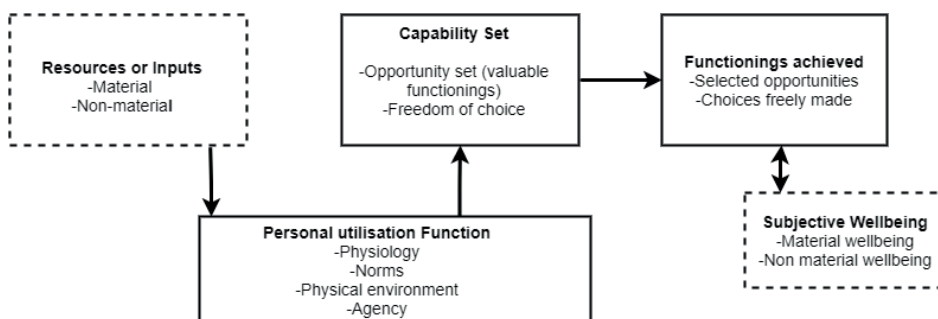 Resources or Inputs
-Material
-Non-material
Capability Set
-Opportunity set (valuable
functionings)
-Freedom of choice
Functionings achieved
-Selected opportunities
-Choices freely made
Personal utilisation Function
-Physiology
-Norms
-Physical environment
-Agency
Subjective Wellbeing
-Material wellbeing
-Non material wellbeing